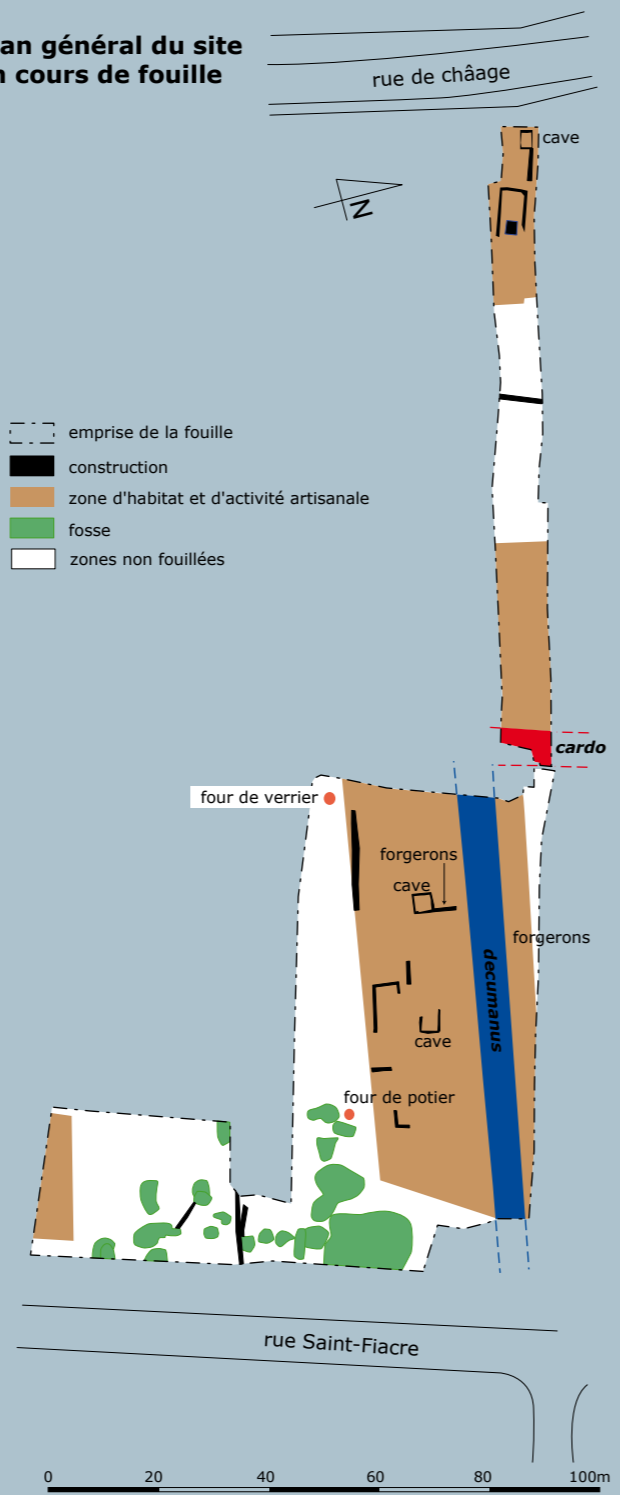 an général du site
n cours de fouille
rue de châage
cave
N
emprise de la fouille
construction
zone d'habitat et d'activité artisanale
fosse
zones non fouillées
cardo
four de verrier
forgerons
cave
forgerons
decumanus
cave
four de potier
rue Saint-Fiacre
0 20 40 60 80 100m